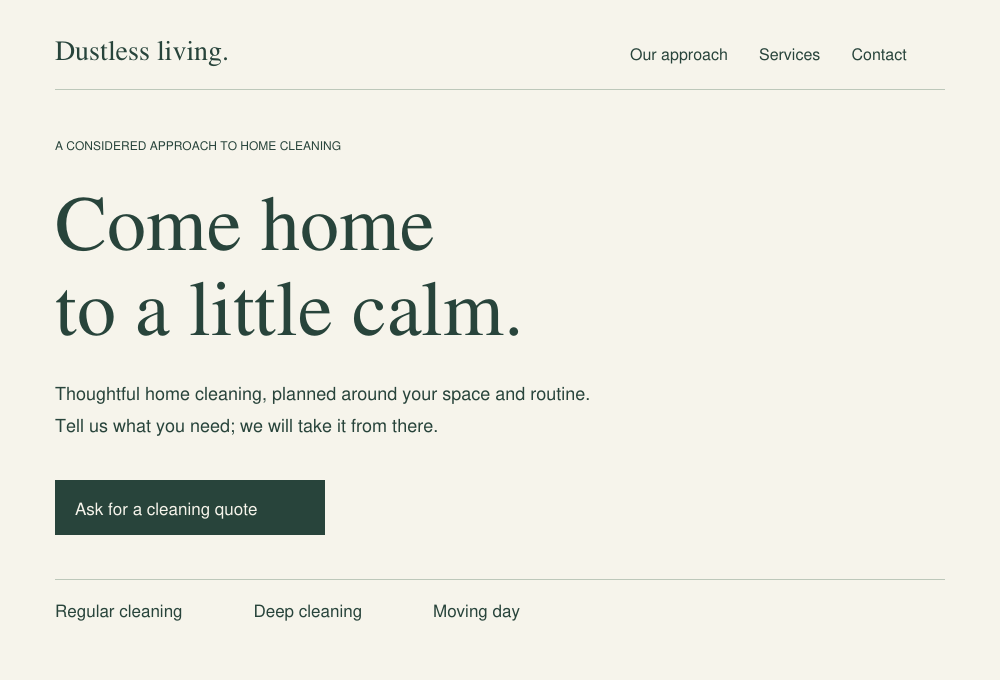 Dustless living.
Our approach Services Contact
A CONSIDERED APPROACH TO HOME CLEANING
Come home
to a little calm.
Thoughtful home cleaning, planned around your space and routine.
Tell us what you need; we will take it from there.
Ask for a cleaning quote
Regular cleaning Deep cleaning Moving day